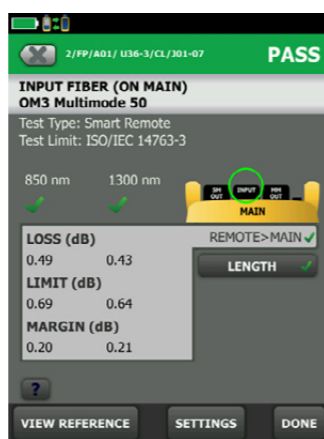 2/FP/A01/ U36-3/CL/J01-07
PASS
INPUT FIBER (ON MAIN)
OM3 Multimode 50
Test Type: Smart Remote
Test Limit: ISO/IEC 14763-3
850 nm 1300 nm
SM OUT INPUT MM OUT
MAIN
LOSS (dB) REMOTE>MAIN
0.49 0.43
LENGTH
LIMIT (dB)
0.69 0.64
MARGIN (dB)
0.20 0.21
?
VIEW REFERENCE SETTINGS DONE